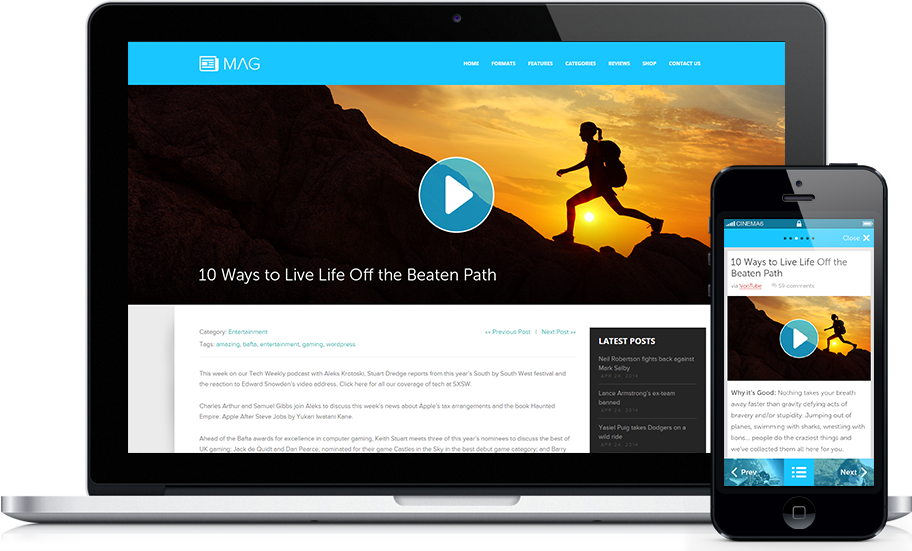 MAG
HOME FORMATS FEATURES CATEGORIES REVIEWS SHOP CONTACT US
10 Ways to Live Life Off the Beaten Path
Category: Entertainment
‹‹ Previous Post | Next Post ››
Tags: amazing, bafta, entertainment, gaming, wordpress
This week on our Tech Weekly podcast with Aleks Krotoski, Stuart Dredge reports from this year's South by South West festival and
the reaction to Edward Snowden's video address. Click here for all our coverage of tech at SXSW.
Charles Arthur and Samuel Gibbs join Aleks to discuss this week's news about Apple's tax arrangements and the book Haunted
Empire: Apple After Steve Jobs by Yukari Iwatani Kane.
Ahead of the Bafta awards for excellence in computer gaming, Keith Stuart meets three of this year's nominees to discuss the best of
UK gaming: Jack de Quidt and Dan Pearce, nominated for their game Castles in the Sky in the best debut game category; and Barry
LATEST POSTS
Neil Robertson fights back against
Mark Selby
APR 26, 2014
Lance Armstrong's ex-team
banned
APR 24, 2014
Yasiel Puig takes Dodgers on a
wild ride
APR 24, 2014
CINEMA6
Close X
10 Ways to Live Life Off the
Beaten Path
via YouTube 59 comments
Why it's Good: Nothing takes your breath
away faster than gravity defying acts of
bravery and/or stupidity. Jumping out of
planes, swimming with sharks, wrestling with
lions... people do the craziest things and
we've collected them all here for you.
Prev Next